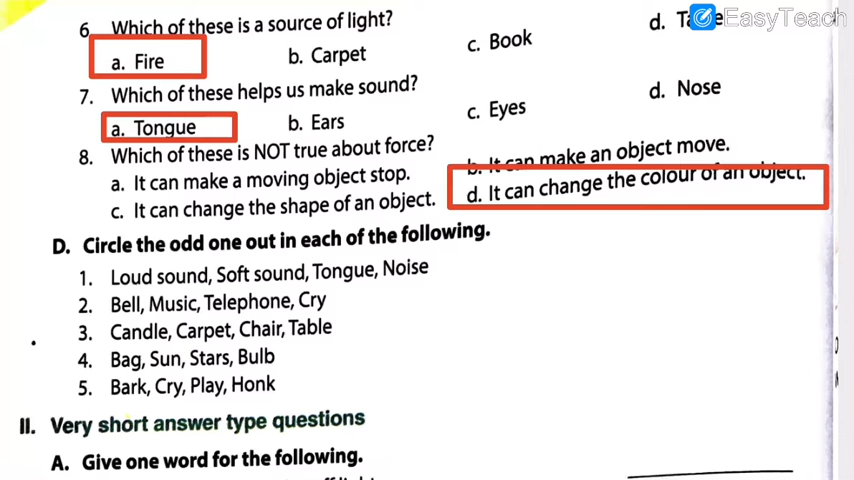 EasyTeach
6. Which of these is a source of light?
a. Fire b. Carpet c. Book d.
7. Which of these helps us make sound?
a. Tongue b. Ears c. Eyes d. Nose
8. Which of these is NOT true about force?
a. It can make a moving object stop. b. It can make an object move.
c. It can change the shape of an object. d. It can change the colour of an object.
D. Circle the odd one out in each of the following.
1. Loud sound, Soft sound, Tongue, Noise
2. Bell, Music, Telephone, Cry
3. Candle, Carpet, Chair, Table
4. Bag, Sun, Stars, Bulb
5. Bark, Cry, Play, Honk
II. Very short answer type questions
A. Give one word for the following.